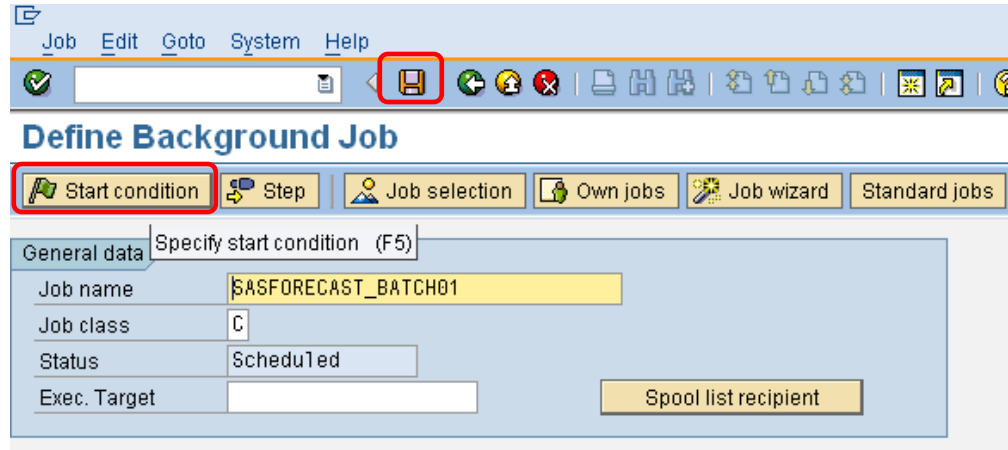 Job Edit Goto System Help
Define Background Job
Start condition Step Job selection Own jobs Job wizard Standard jobs
Specify start condition (F5)
General data
Job name SASFORECAST_BATCH01
Job class C
Status Scheduled
Exec. Target Spool list recipient